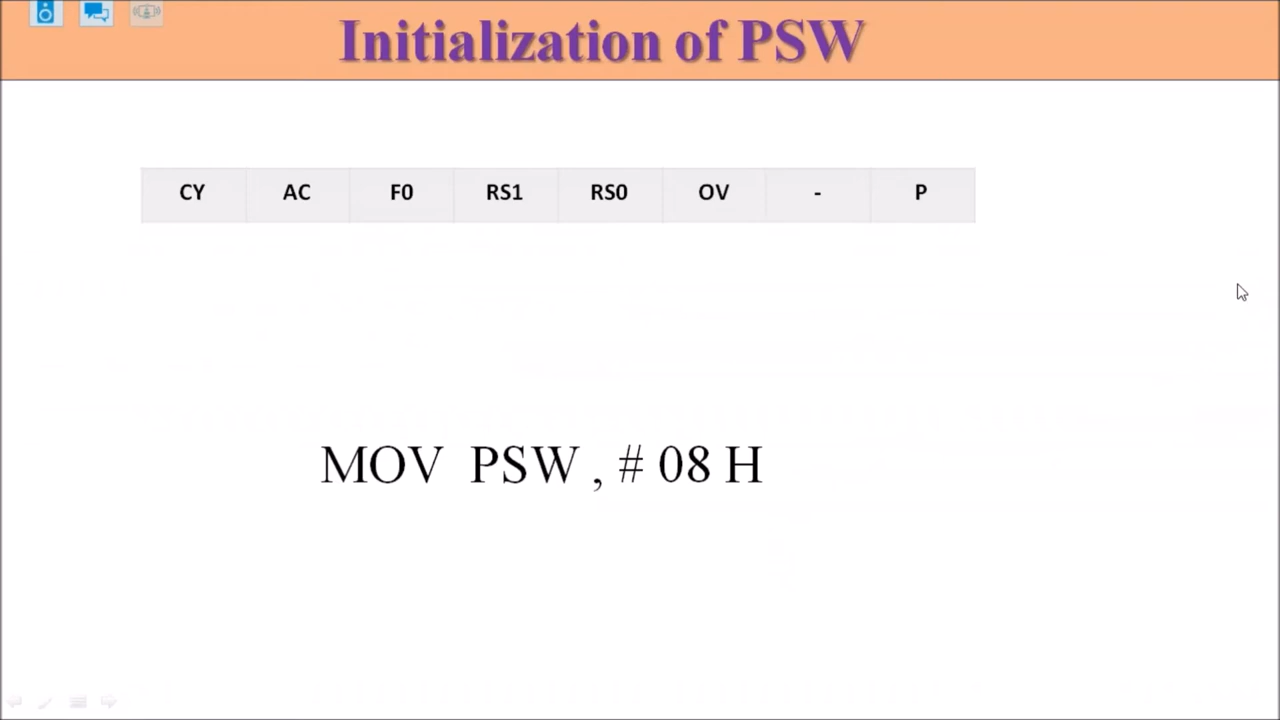 Initialization of PSW
CY AC F0 RS1 RS0 OV - P
MOV PSW , # 08 H